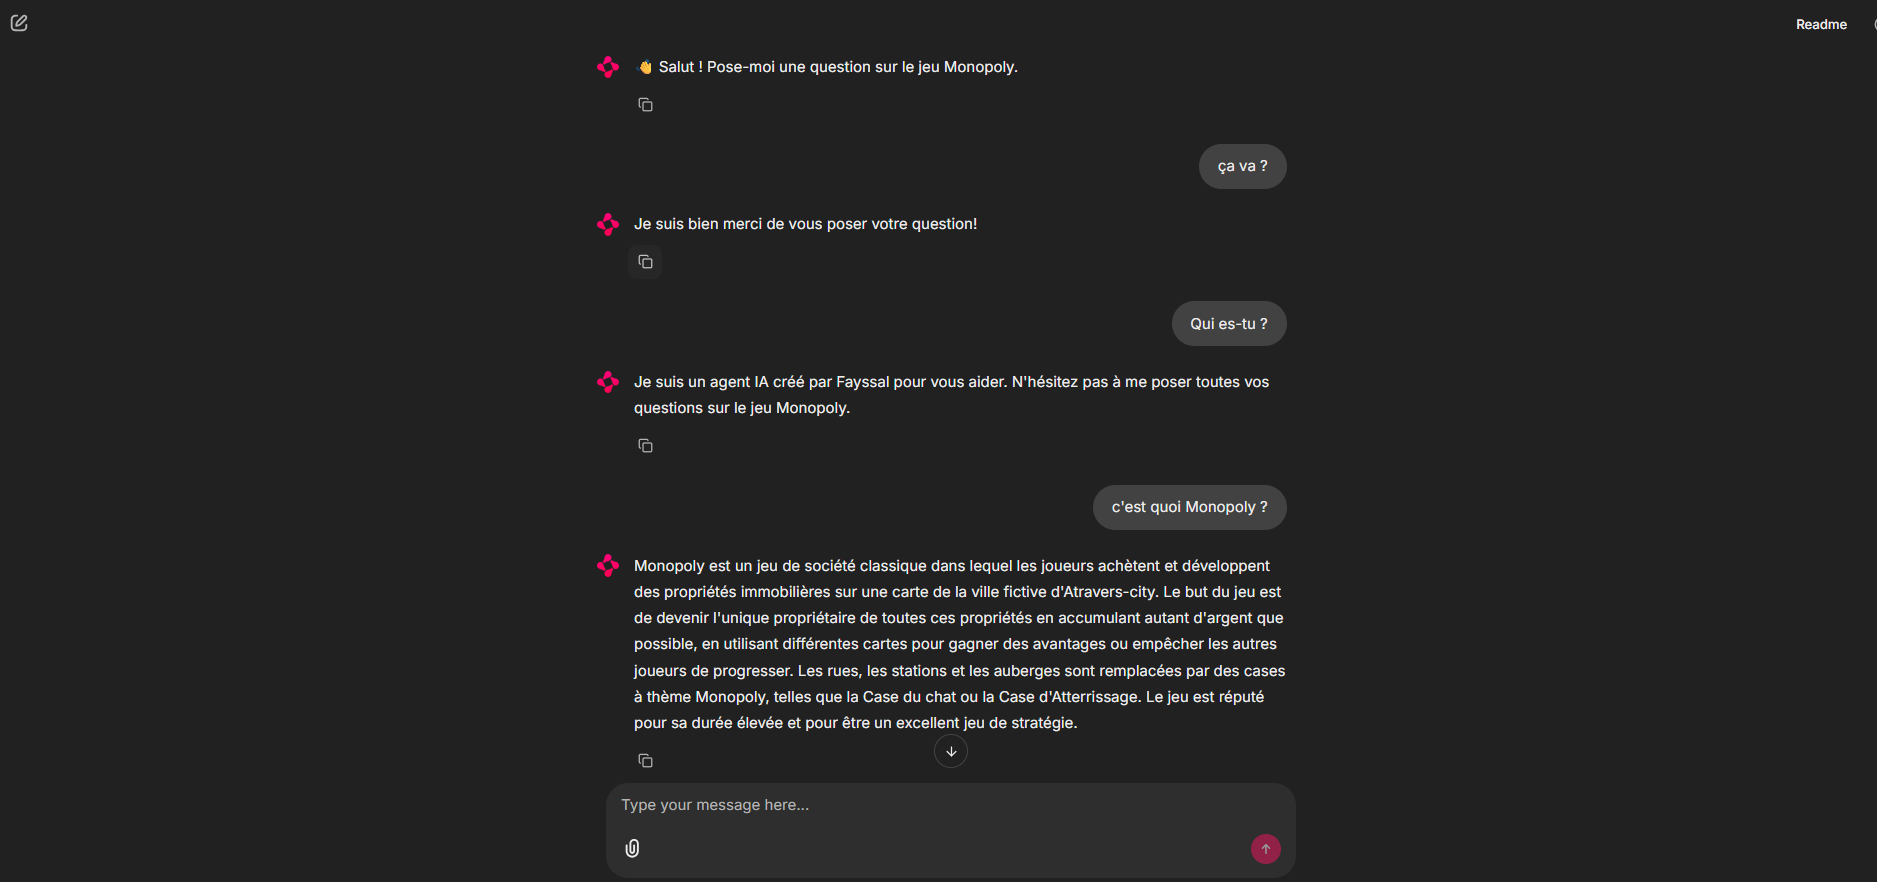 Readme
👋 Salut ! Pose-moi une question sur le jeu Monopoly.
ça va ?
Je suis bien merci de vous poser votre question!
Qui es-tu ?
Je suis un agent IA créé par Fayssal pour vous aider. N'hésitez pas à me poser toutes vos
questions sur le jeu Monopoly.
c'est quoi Monopoly ?
Monopoly est un jeu de société classique dans lequel les joueurs achètent et développent
des propriétés immobilières sur une carte de la ville fictive d'Atravers-city. Le but du jeu est
de devenir l'unique propriétaire de toutes ces propriétés en accumulant autant d'argent que
possible, en utilisant différentes cartes pour gagner des avantages ou empêcher les autres
joueurs de progresser. Les rues, les stations et les auberges sont remplacées par des cases
à thème Monopoly, telles que la Case du chat ou la Case d'Atterrissage. Le jeu est réputé
pour sa durée élevée et pour être un excellent jeu de stratégie.
Type your message here...